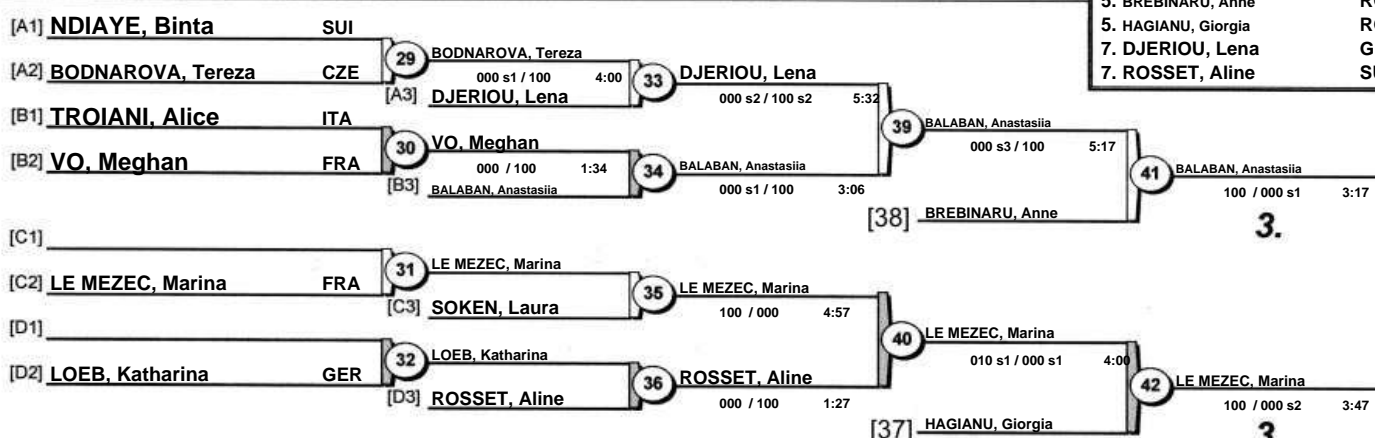 5. BREBINARU, Anne
5. HAGIANU, Giorgia
7. DJERIOU, Lena
7. ROSSET, Aline
[A1] NDIAYE, Binta SUI
29
[A2] BODNAROVA, Tereza CZE
BODNAROVA, Tereza
000 s1 / 100 4:00
[A3] DJERIOU, Lena
33
DJERIOU, Lena
000 s2 / 100 s2 5:32
[B1] TROIANI, Alice ITA
30
[B2] VO, Meghan FRA
VO, Meghan
000 / 100 1:34
[B3] BALABAN, Anastasiia
34
BALABAN, Anastasiia
000 s1 / 100 3:06
39
BALABAN, Anastasiia
000 s3 / 100 5:17
[38] BREBINARU, Anne
41
BALABAN, Anastasiia
100 / 000 s1 3:17
3.
[C1]
31
[C2] LE MEZEC, Marina FRA
LE MEZEC, Marina
[C3] SOKEN, Laura
35
LE MEZEC, Marina
100 / 000 4:57
[D1]
32
[D2] LOEB, Katharina GER
LOEB, Katharina
[D3] ROSSET, Aline
36
ROSSET, Aline
000 / 100 1:27
40
LE MEZEC, Marina
010 s1 / 000 s1 4:00
[37] HAGIANU, Giorgia
42
LE MEZEC, Marina
100 / 000 s2 3:47
3